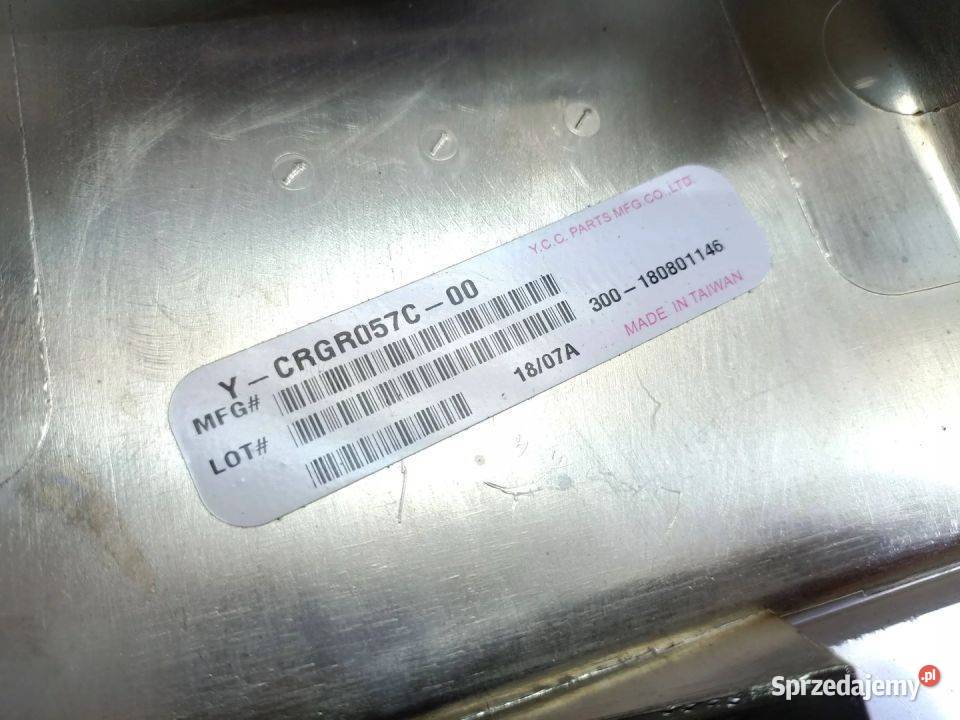 Y.C.C. PARTS MFG.CO.,LTD.
Y-CRGR057C-00
MFG# 300-180801146
LOT# 18/07A
MADE IN TAIWAN
Sprzedajemy.pl